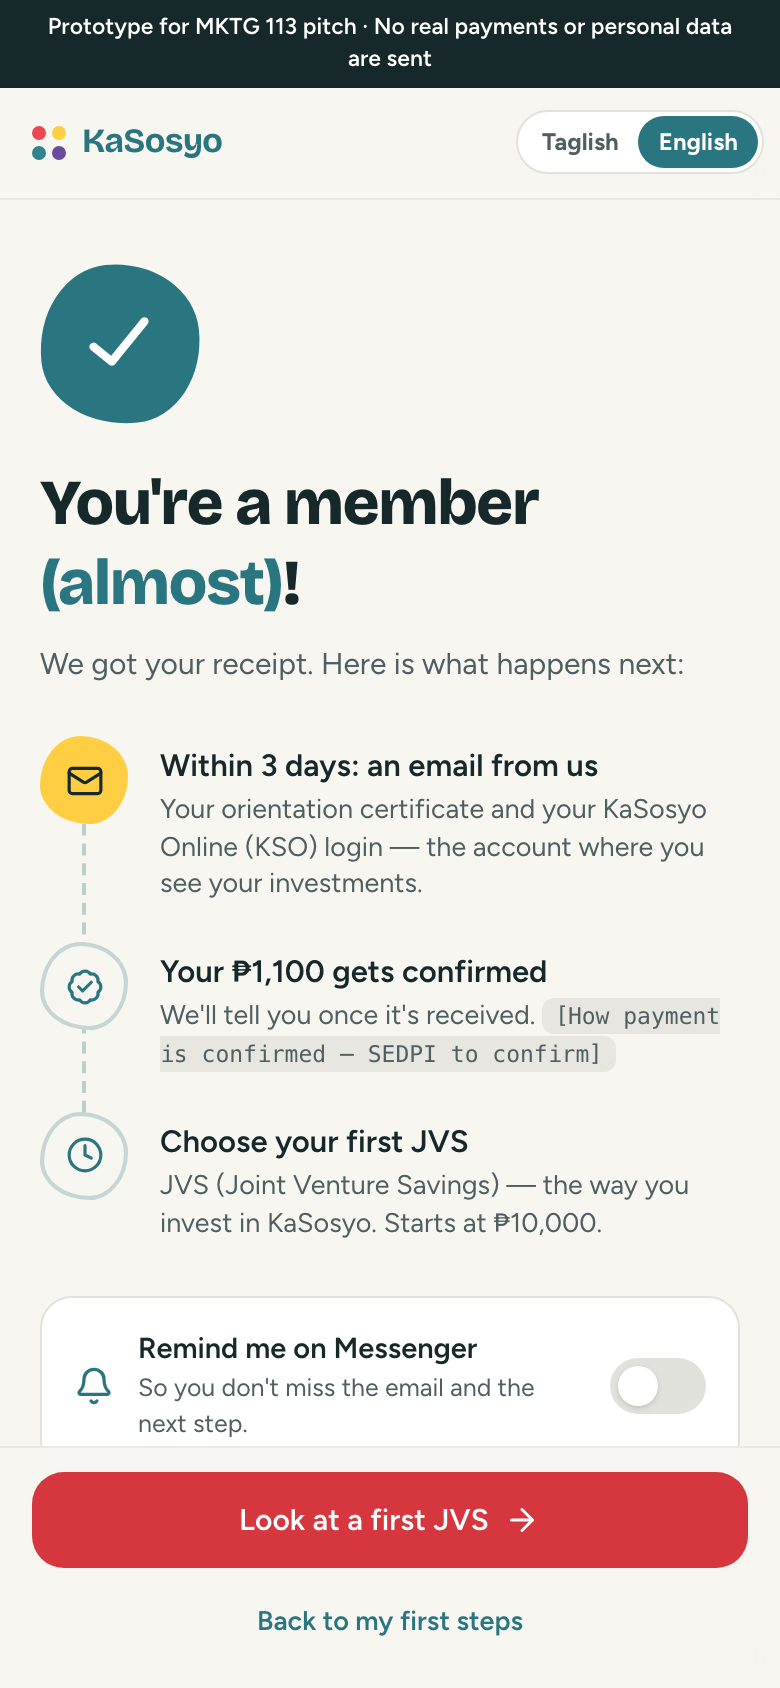 Prototype for MKTG 113 pitch · No real payments or personal data
are sent
KaSosyo
Taglish
English
You're a member
(almost)!
We got your receipt. Here is what happens next:
Within 3 days: an email from us
Your orientation certificate and your KaSosyo
Online (KSO) login — the account where you
see your investments.
Your ₱1,100 gets confirmed
We'll tell you once it's received. [How payment
is confirmed — SEDPI to confirm]
Choose your first JVS
JVS (Joint Venture Savings) — the way you
invest in KaSosyo. Starts at ₱10,000.
Remind me on Messenger
So you don't miss the email and the
next step.
Look at a first JVS →
Back to my first steps